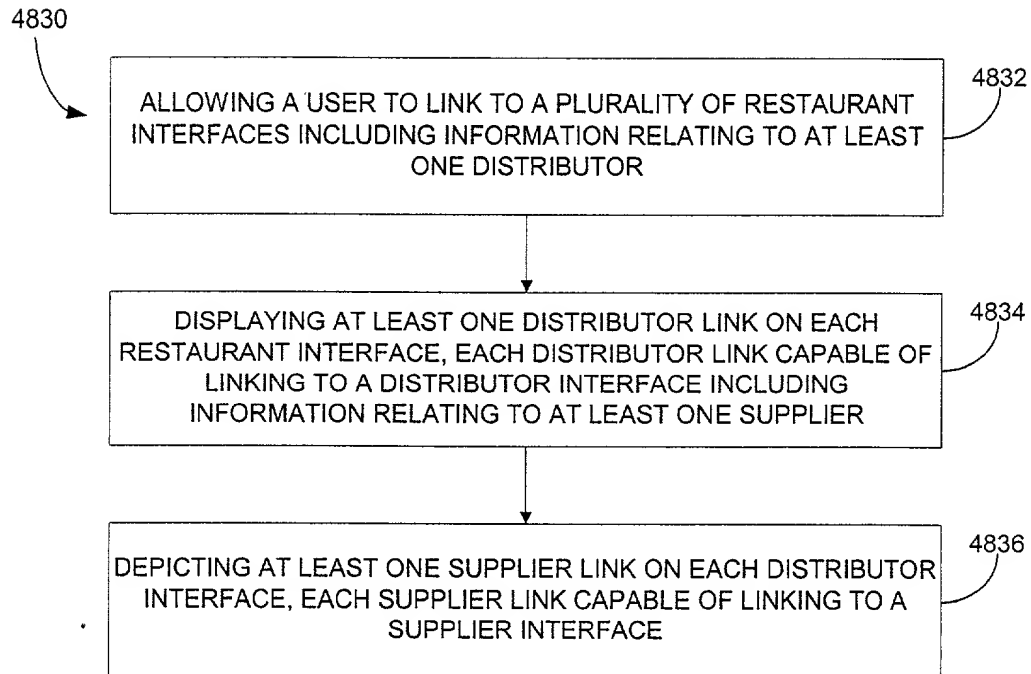 4830
4832
ALLOWING A USER TO LINK TO A PLURALITY OF RESTAURANT
INTERFACES INCLUDING INFORMATION RELATING TO AT LEAST
ONE DISTRIBUTOR
4834
DISPLAYING AT LEAST ONE DISTRIBUTOR LINK ON EACH
RESTAURANT INTERFACE, EACH DISTRIBUTOR LINK CAPABLE OF
LINKING TO A DISTRIBUTOR INTERFACE INCLUDING
INFORMATION RELATING TO AT LEAST ONE SUPPLIER
4836
DEPICTING AT LEAST ONE SUPPLIER LINK ON EACH DISTRIBUTOR
INTERFACE, EACH SUPPLIER LINK CAPABLE OF LINKING TO A
SUPPLIER INTERFACE